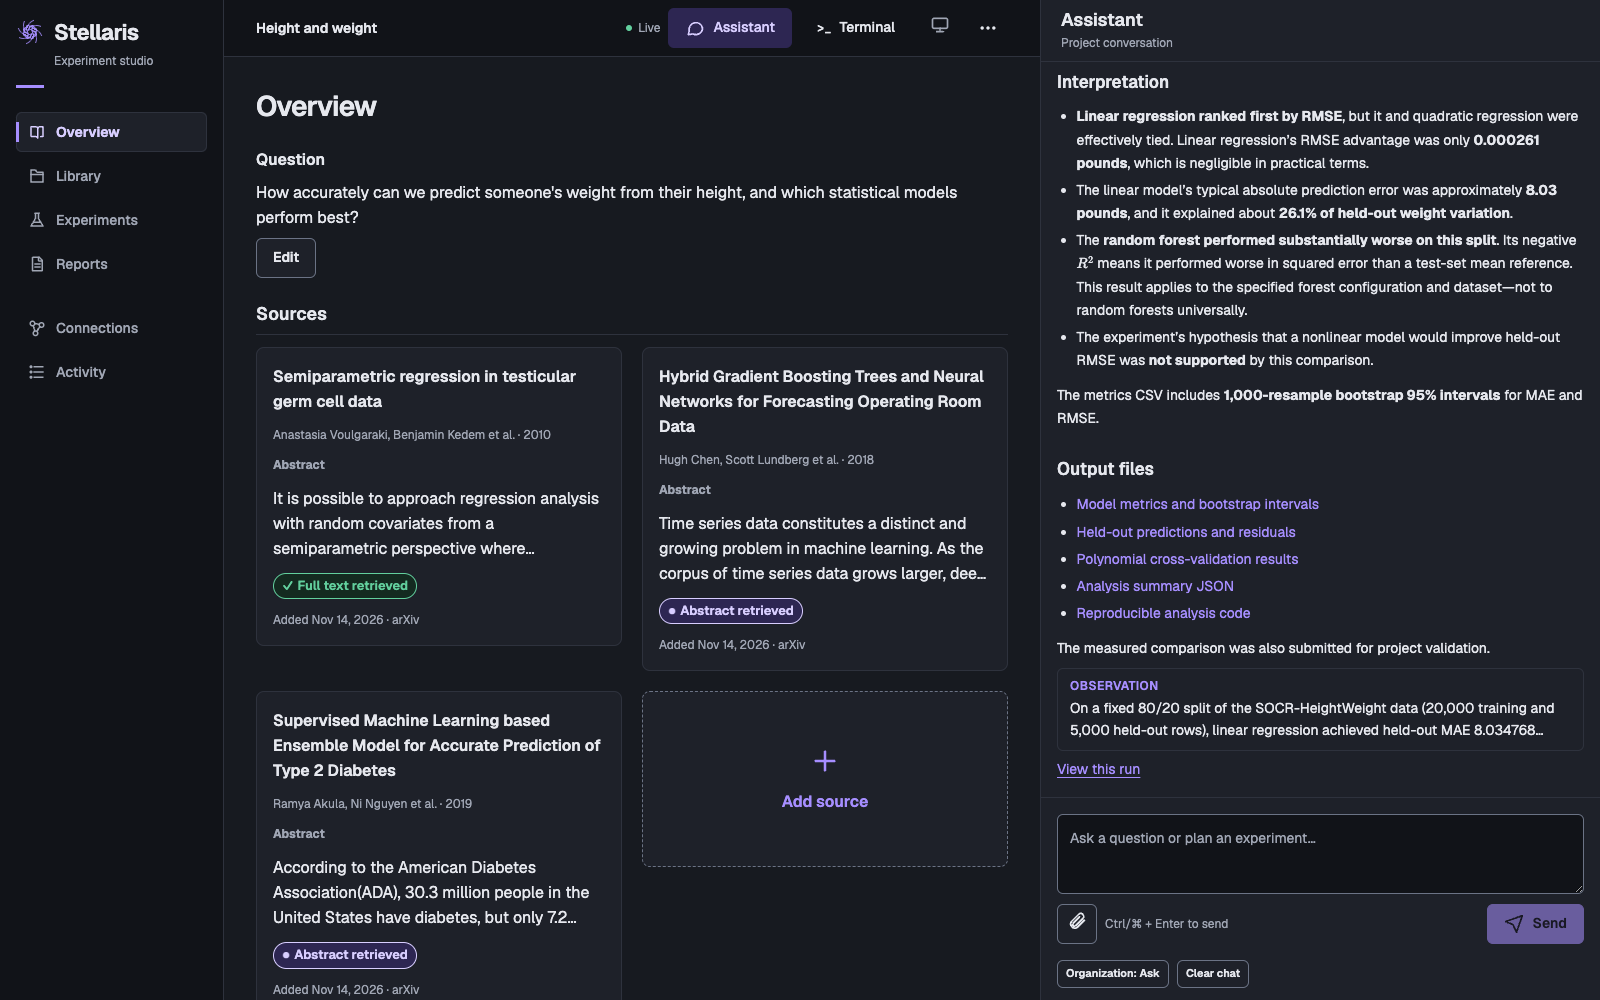 Stellaris
Experiment studio
Overview
Library
Experiments
Reports
Connections
Activity
Height and weight
Live
Assistant
>_ Terminal
Overview
Question
How accurately can we predict someone's weight from their height, and which statistical models
perform best?
Edit
Sources
Semiparametric regression in testicular
germ cell data
Anastasia Voulgaraki, Benjamin Kedem et al. · 2010
Abstract
It is possible to approach regression analysis
with random covariates from a
semiparametric perspective where...
Full text retrieved
Added Nov 14, 2026 · arXiv
Hybrid Gradient Boosting Trees and Neural
Networks for Forecasting Operating Room
Data
Hugh Chen, Scott Lundberg et al. · 2018
Abstract
Time series data constitutes a distinct and
growing problem in machine learning. As the
corpus of time series data grows larger, dee...
Abstract retrieved
Added Nov 14, 2026 · arXiv
Supervised Machine Learning based
Ensemble Model for Accurate Prediction of
Type 2 Diabetes
Ramya Akula, Ni Nguyen et al. · 2019
Abstract
According to the American Diabetes
Association(ADA), 30.3 million people in the
United States have diabetes, but only 7.2...
Abstract retrieved
Added Nov 14, 2026 · arXiv
Add source
Assistant
Project conversation
Interpretation
• Linear regression ranked first by RMSE, but it and quadratic regression were
effectively tied. Linear regression's RMSE advantage was only 0.000261
pounds, which is negligible in practical terms.
• The linear model's typical absolute prediction error was approximately 8.03
pounds, and it explained about 26.1% of held-out weight variation.
• The random forest performed substantially worse on this split. Its negative
R² means it performed worse in squared error than a test-set mean reference.
This result applies to the specified forest configuration and dataset—not to
random forests universally.
• The experiment's hypothesis that a nonlinear model would improve held-out
RMSE was not supported by this comparison.
The metrics CSV includes 1,000-resample bootstrap 95% intervals for MAE and
RMSE.
Output files
• Model metrics and bootstrap intervals
• Held-out predictions and residuals
• Polynomial cross-validation results
• Analysis summary JSON
• Reproducible analysis code
The measured comparison was also submitted for project validation.
OBSERVATION
On a fixed 80/20 split of the SOCR-HeightWeight data (20,000 training and
5,000 held-out rows), linear regression achieved held-out MAE 8.034768...
View this run
Ask a question or plan an experiment...
Ctrl/⌘ + Enter to send
Send
Organization: Ask
Clear chat